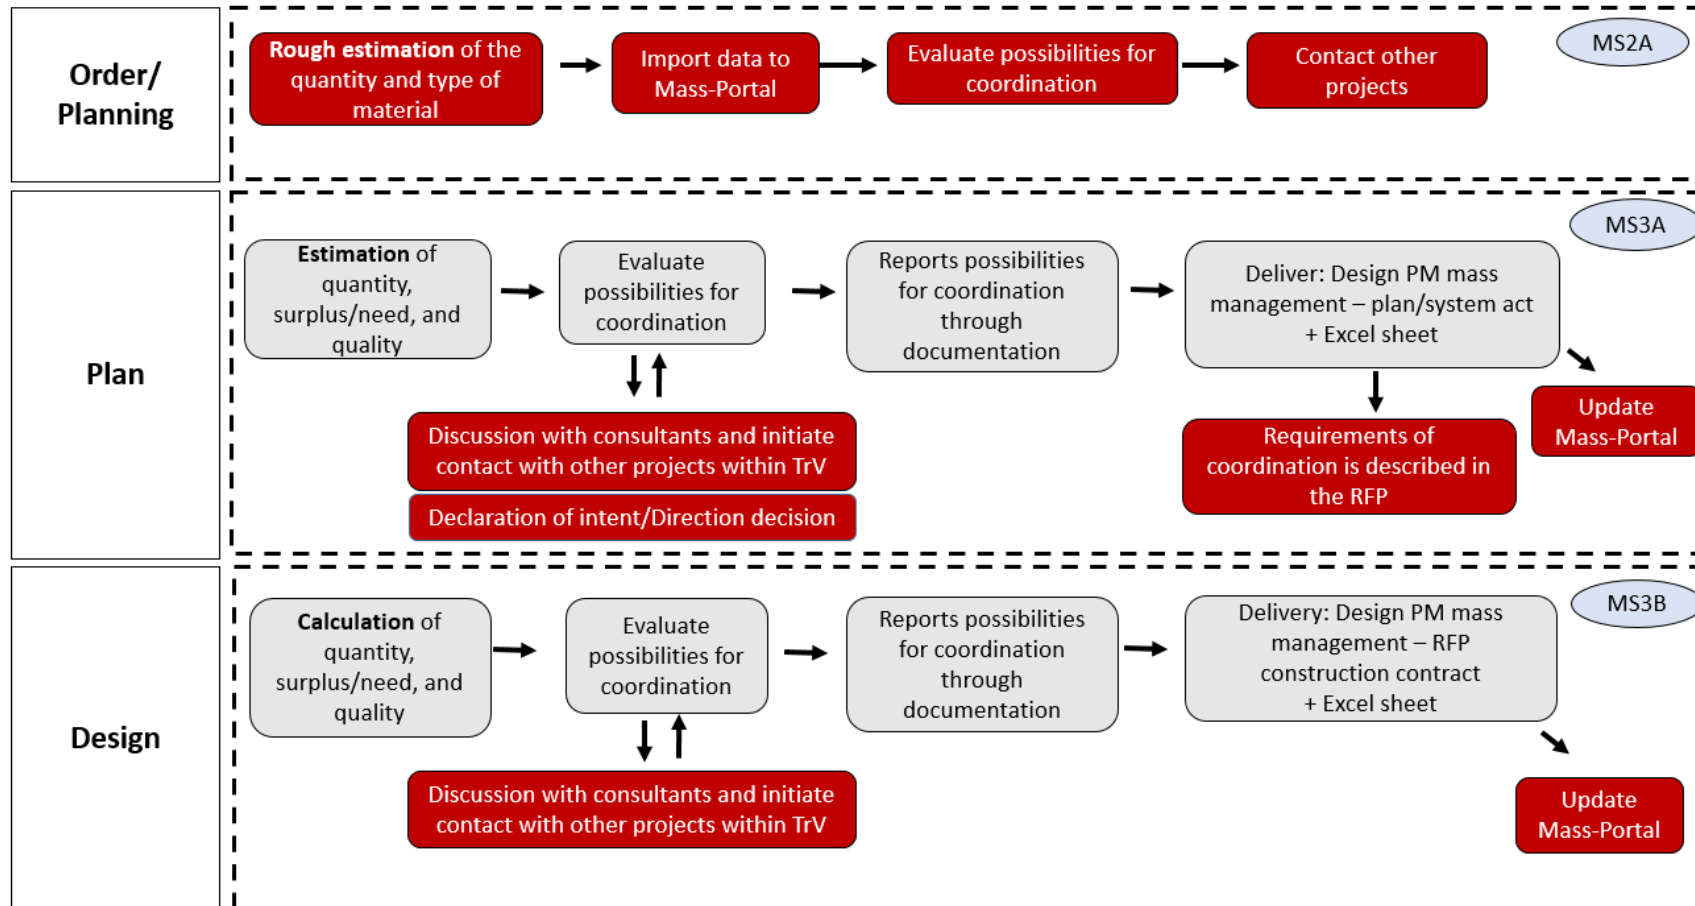 Order/
Planning
Rough estimation of the
quantity and type of
material
Import data to
Mass-Portal
Evaluate possibilities for
coordination
Contact other
projects
MS2A
Plan
Estimation of
quantity,
surplus/need, and
quality
Evaluate
possibilities for
coordination
Reports possibilities
for coordination
through
documentation
Deliver: Design PM mass
management – plan/system act
+ Excel sheet
MS3A
Discussion with consultants and initiate
contact with other projects within TrV
Declaration of intent/Direction decision
Requirements of
coordination is described in
the RFP
Update
Mass-Portal
Design
Calculation of
quantity,
surplus/need, and
quality
Evaluate
possibilities for
coordination
Reports possibilities
for coordination
through
documentation
Delivery: Design PM mass
management – RFP
construction contract
+ Excel sheet
MS3B
Discussion with consultants and initiate
contact with other projects within TrV
Update
Mass-Portal